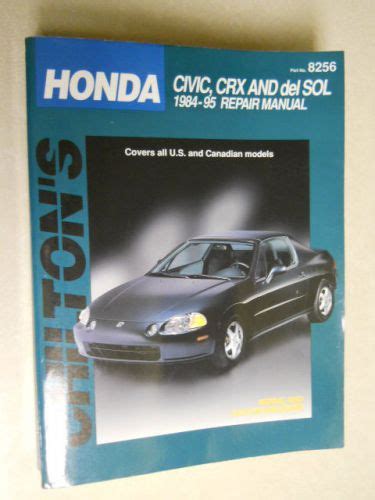 Part No. 8256
HONDA
CIVIC, CRX AND del SOL
1984-95 REPAIR MANUAL
Covers all U.S. and Canadian models
CHILTON'S